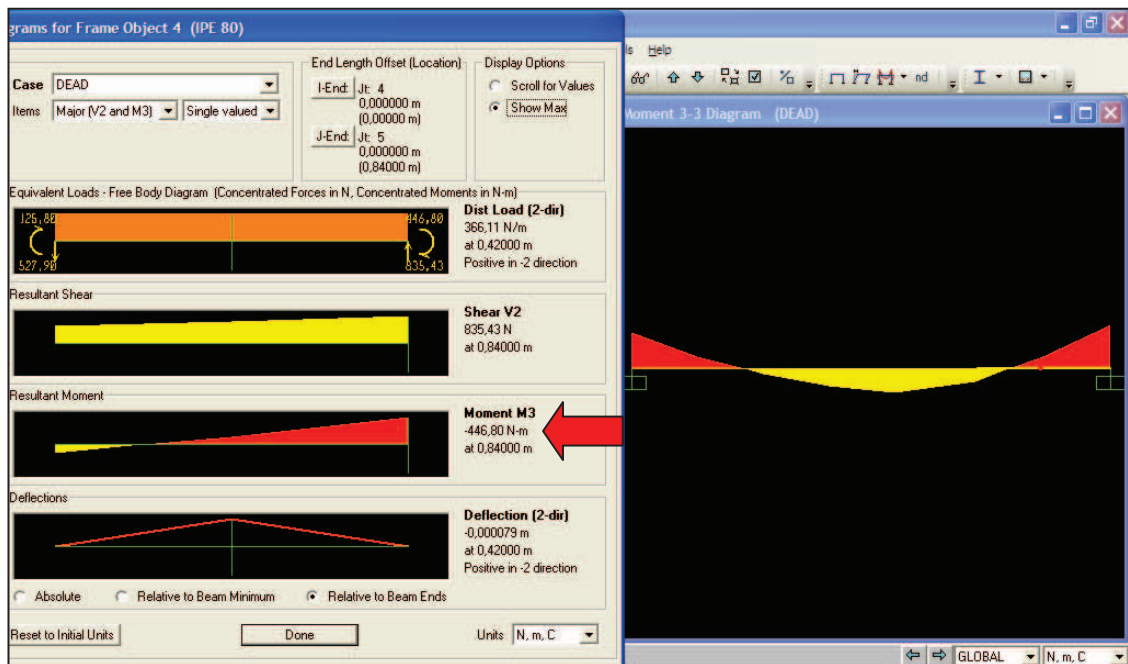 grams for Frame Object 4 (IPE 80)
Case DEAD
Items Major (V2 and M3) Single valued
End Length Offset (Location)
I-End: Jt: 4
0,000000 m
(0,00000 m)
J-End: Jt: 5
0,000000 m
(0,84000 m)
Display Options
Scroll for Values
Show Max
Equivalent Loads - Free Body Diagram (Concentrated Forces in N, Concentrated Moments in N-m)
125,80 446,80
527,90 835,43
Dist Load (2-dir)
366,11 N/m
at 0,42000 m
Positive in -2 direction
Resultant Shear
Shear V2
835,43 N
at 0,84000 m
Resultant Moment
Moment M3
-446,80 N-m
at 0,84000 m
Deflections
Deflection (2-dir)
-0,000079 m
at 0,42000 m
Positive in -2 direction
Absolute Relative to Beam Minimum Relative to Beam Ends
Reset to Initial Units Done Units N, m, C
ls Help
nd
Moment 3-3 Diagram (DEAD)
GLOBAL N, m, C